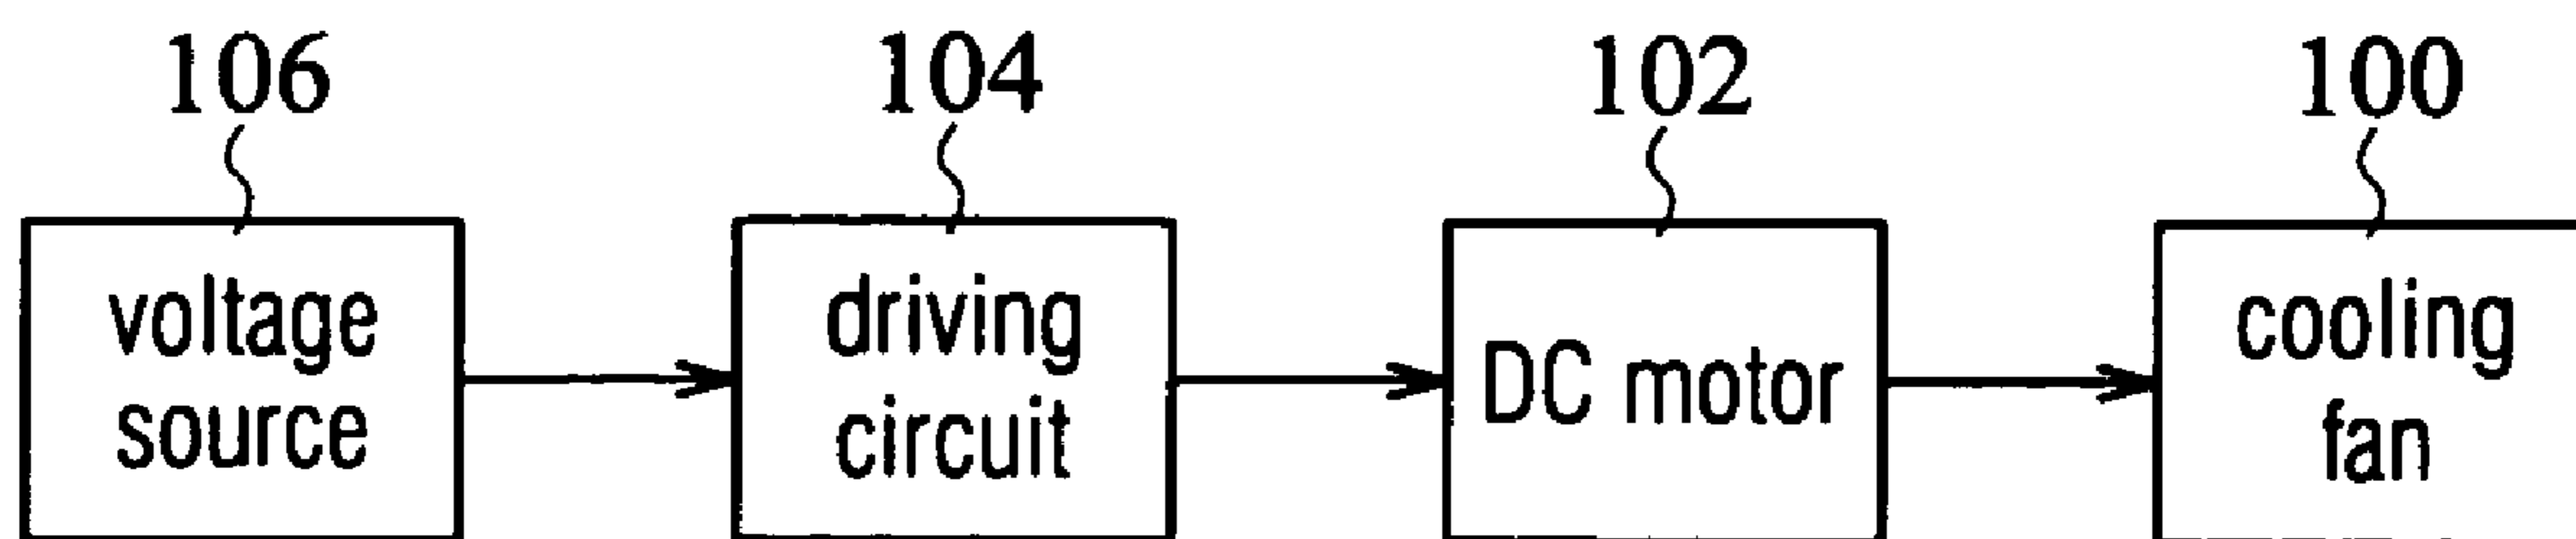 106 104 102 100
voltage source
driving circuit
DC motor
cooling fan